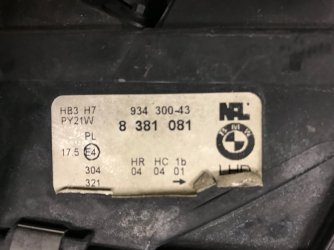 HB3 H7 934 300-43
PY21W 8 381 081
PL
17.5 E4
HR HC 1b
304 04 04 01
321 →
BMW
LHD